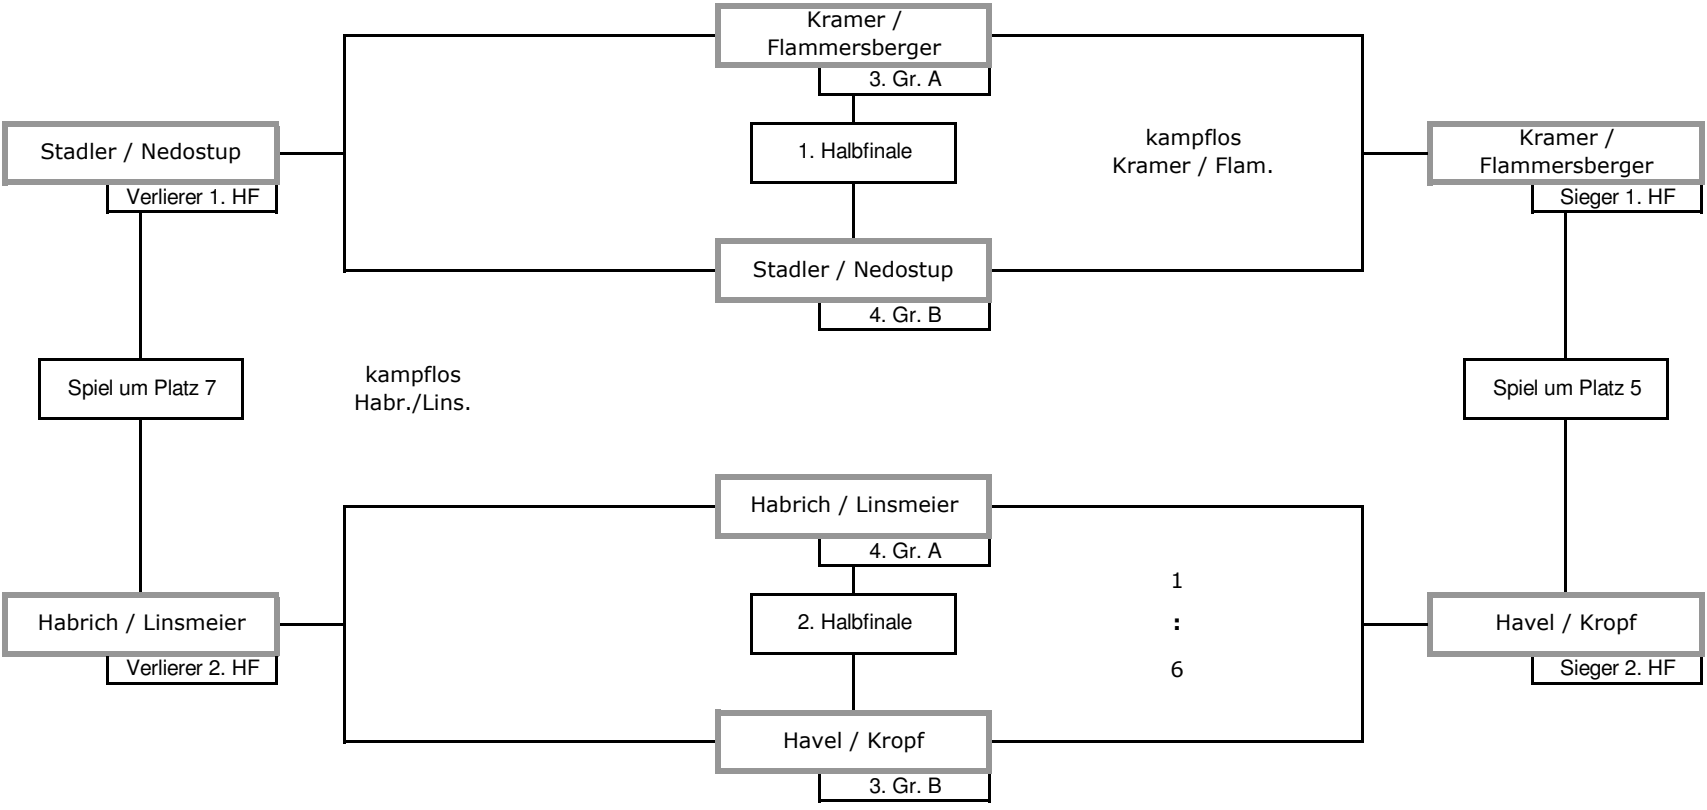 Kramer /
Flammersberger
3. Gr. A
1. Halbfinale
kampflos
Kramer / Flam.
Stadler / Nedostup
Verlierer 1. HF
Kramer /
Flammersberger
Sieger 1. HF
Stadler / Nedostup
4. Gr. B
Spiel um Platz 7
kampflos
Habr./Lins.
Spiel um Platz 5
Habrich / Linsmeier
4. Gr. A
2. Halbfinale
1
:
6
Habrich / Linsmeier
Verlierer 2. HF
Havel / Kropf
Sieger 2. HF
Havel / Kropf
3. Gr. B